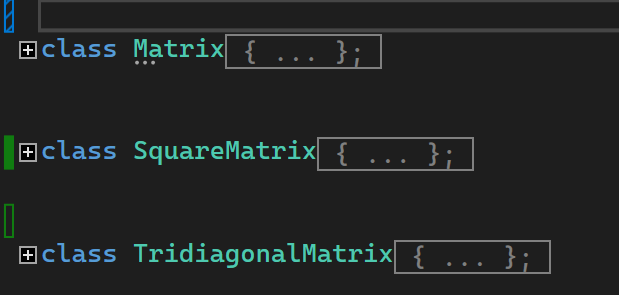 class Matrix { ... };
class SquareMatrix { ... };
class TridiagonalMatrix { ... };